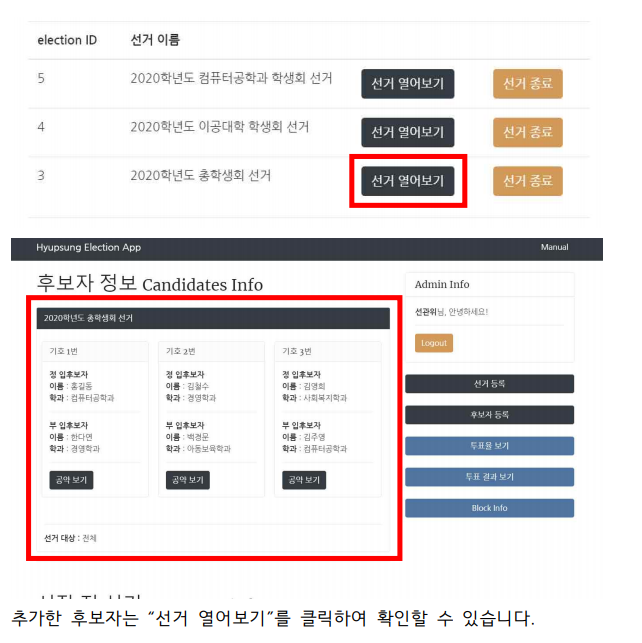 election ID 선거 이름
5 2020학년도 컴퓨터공학과 학생회 선거 선거 열어보기 선거 종료
4 2020학년도 이공대학 학생회 선거 선거 열어보기 선거 종료
3 2020학년도 총학생회 선거 선거 열어보기 선거 종료
Hyupsung Election App Manual
후보자 정보 Candidates Info
2020학년도 총학생회 선거
기호 1번
정 입후보자
이름 : 홍길동
학과 : 컴퓨터공학과
부 입후보자
이름 : 한다면
학과 : 경영학과
공약 보기
기호 2번
정 입후보자
이름 : 김철수
학과 : 경영학과
부 입후보자
이름 : 백경문
학과 : 아동보육학과
공약 보기
기호 3번
정 입후보자
이름 : 김영희
학과 : 사회복지학과
부 입후보자
이름 : 김주영
학과 : 컴퓨터공학과
공약 보기
선거 대상 : 전체
Admin Info
선관위님, 안녕하세요!
Logout
선거 등록
후보자 등록
투표율 보기
투표 결과 보기
Block Info
추가한 후보자는 “선거 열어보기”를 클릭하여 확인할 수 있습니다.